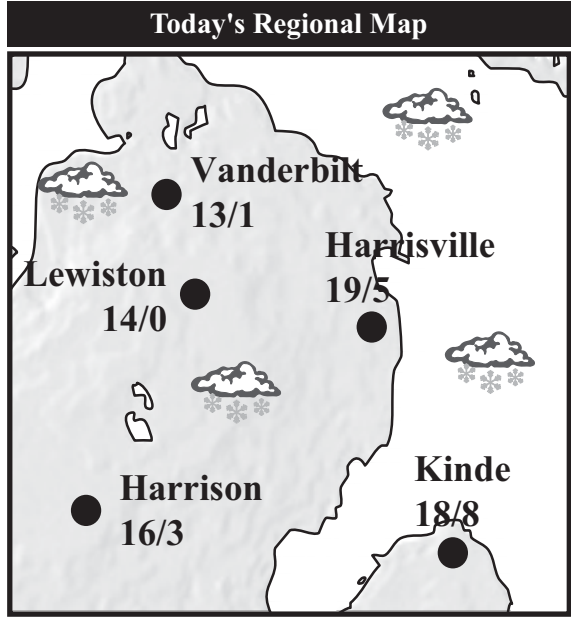 Today's Regional Map
Vanderbilt
13/1
Harrisville
19/5
Lewiston
14/0
Kinde
18/8
Harrison
16/3